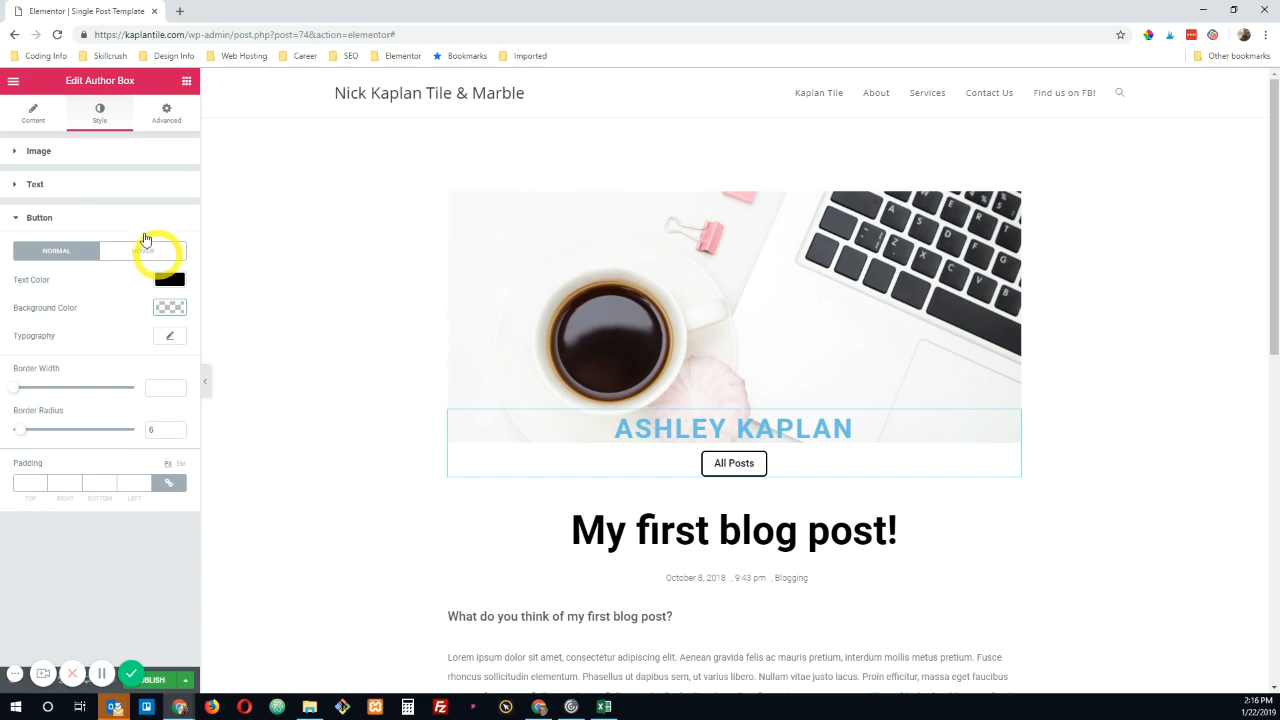 Elementor | Single Post Template
https://kaplantile.com/wp-admin/post.php?post=74&action=elementor#
Coding Info Skillcrush Design Info Web Hosting Career SEO Elementor Bookmarks Imported Other bookmarks
Edit Author Box
Content Style Advanced
Image
Text
Button
NORMAL HOVER
Text Color
Background Color
Typography
Border Width
Border Radius
6
Padding PX EM
TOP RIGHT BOTTOM LEFT
Nick Kaplan Tile & Marble
Kaplan Tile About Services Contact Us Find us on FB!
ASHLEY KAPLAN
All Posts
My first blog post!
October 8, 2018 , 9:43 pm , Blogging
What do you think of my first blog post?
Lorem ipsum dolor sit amet, consectetur adipiscing elit. Aenean gravida felis ac mauris pretium, interdum mollis metus pretium. Fusce
rhoncus sollicitudin elementum. Phasellus ut dapibus sem, ut varius libero. Nullam vitae justo lacus. Proin efficitur, massa eget faucibus
2:16 PM
1/22/2019